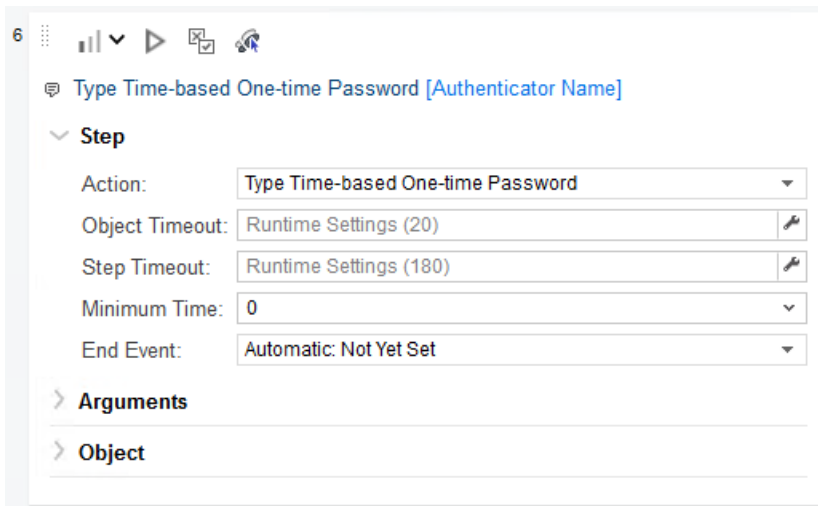 6
Type Time-based One-time Password [Authenticator Name]
Step
Action: Type Time-based One-time Password
Object Timeout: Runtime Settings (20)
Step Timeout: Runtime Settings (180)
Minimum Time: 0
End Event: Automatic: Not Yet Set
Arguments
Object